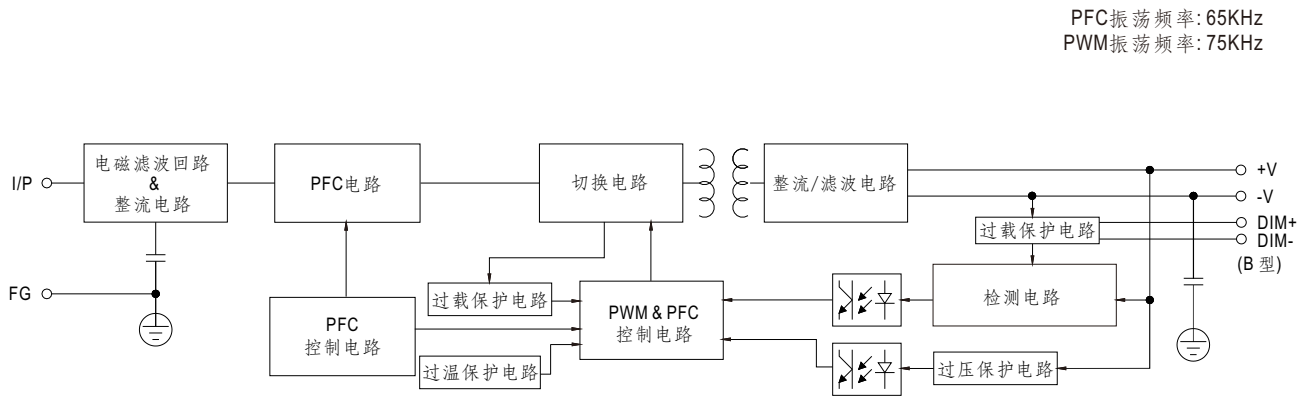 PFC振荡频率: 65KHz
PWM振荡频率: 75KHz
I/P
电磁滤波回路
&
整流电路
PFC电路
切换电路
整流/滤波电路
+V
-V
过载保护电路
DIM+
DIM-
(B 型)
FG
PFC
控制电路
过载保护电路
过温保护电路
PWM & PFC
控制电路
检测电路
过压保护电路